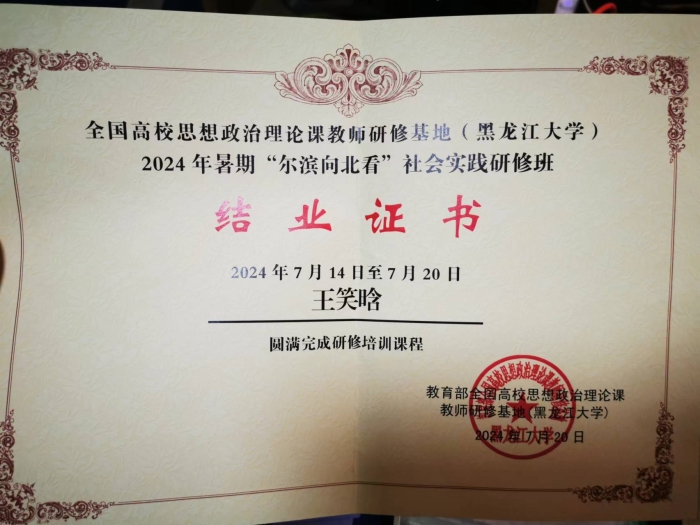 全国高校思想政治理论课教师研修基地（黑龙江大学）
2024年暑期“尔滨向北看”社会实践研修班
结业证书
2024年7月14日至7月20日
王笑晗
圆满完成研修培训课程
教育部全国高校思想政治理论课
教师研修基地(黑龙江大学)
2024年7月20日
黑龙江大学